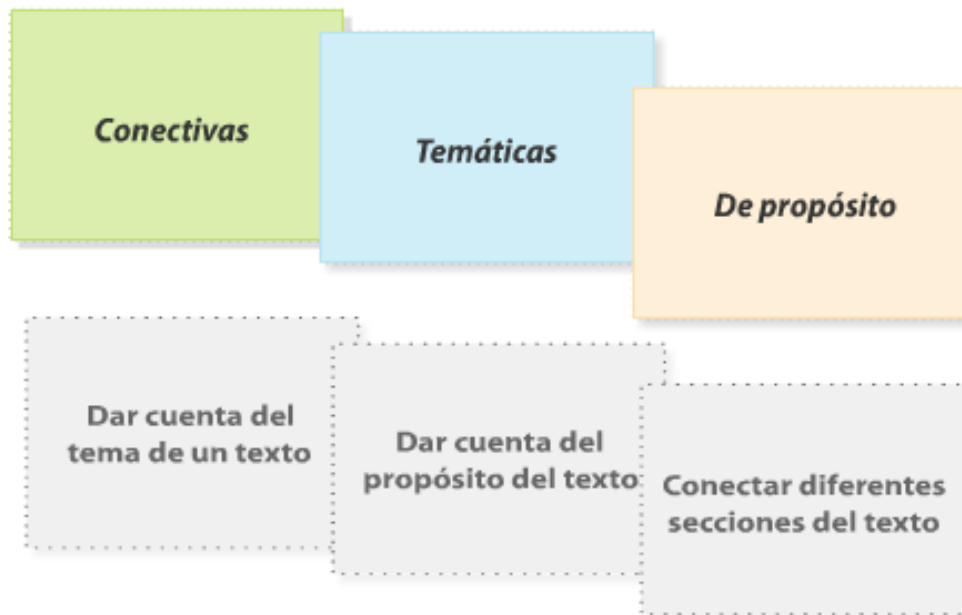 Conectivas
Temáticas
De propósito
Dar cuenta del
tema de un texto
Dar cuenta del
propósito del texto
Conectar diferentes
secciones del texto